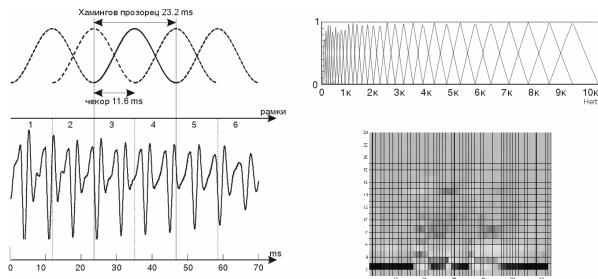 Хамингов прозорец 23.2 ms
чекор 11.6 ms
рамки
1 2 3 4 5 6
0 10 20 30 40 50 60 70
ms
1
0
0 1к 2к 3к 4к 5к 6к 7к 8к 9к 10к
Hertz